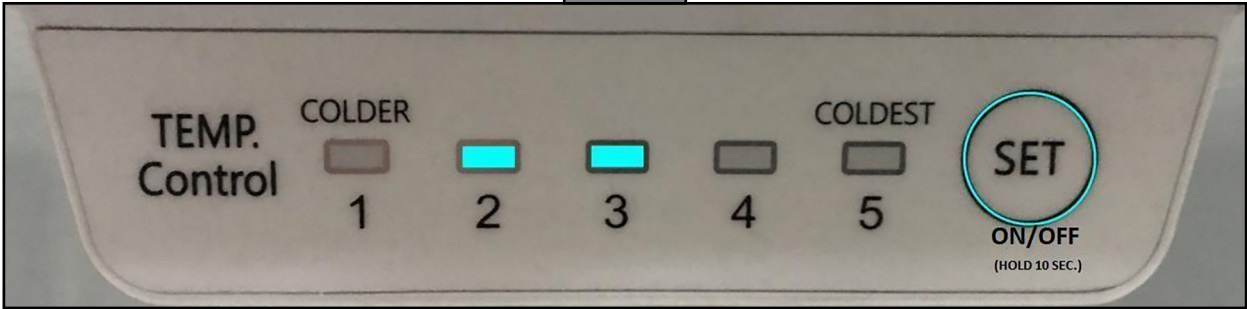 TEMP.
Control
COLDER
COLDEST
1 2 3 4 5
SET
ON/OFF
(HOLD 10 SEC.)